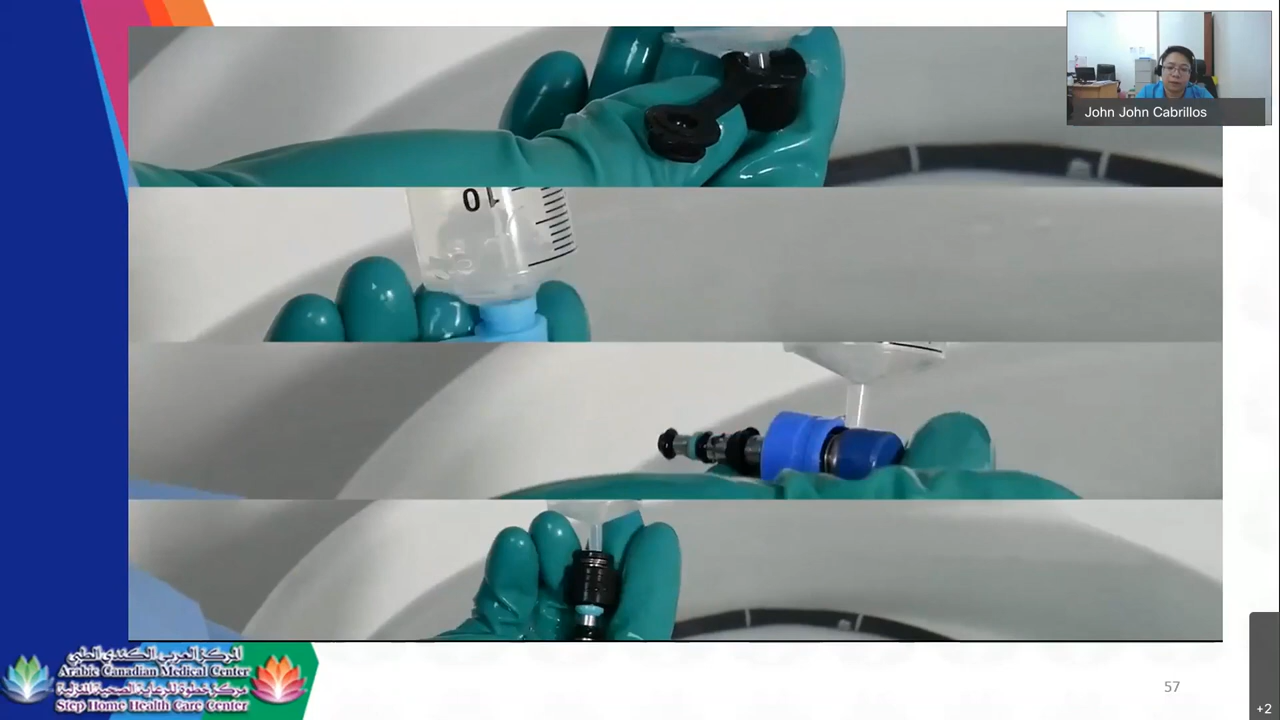 John John Cabrillos
10
المركز العربي الكندي الطبي
Arabic Canadian Medical Center
مركز خطوة للرعاية الصحية المنزلية
Step Home Health Care Center
57
+2